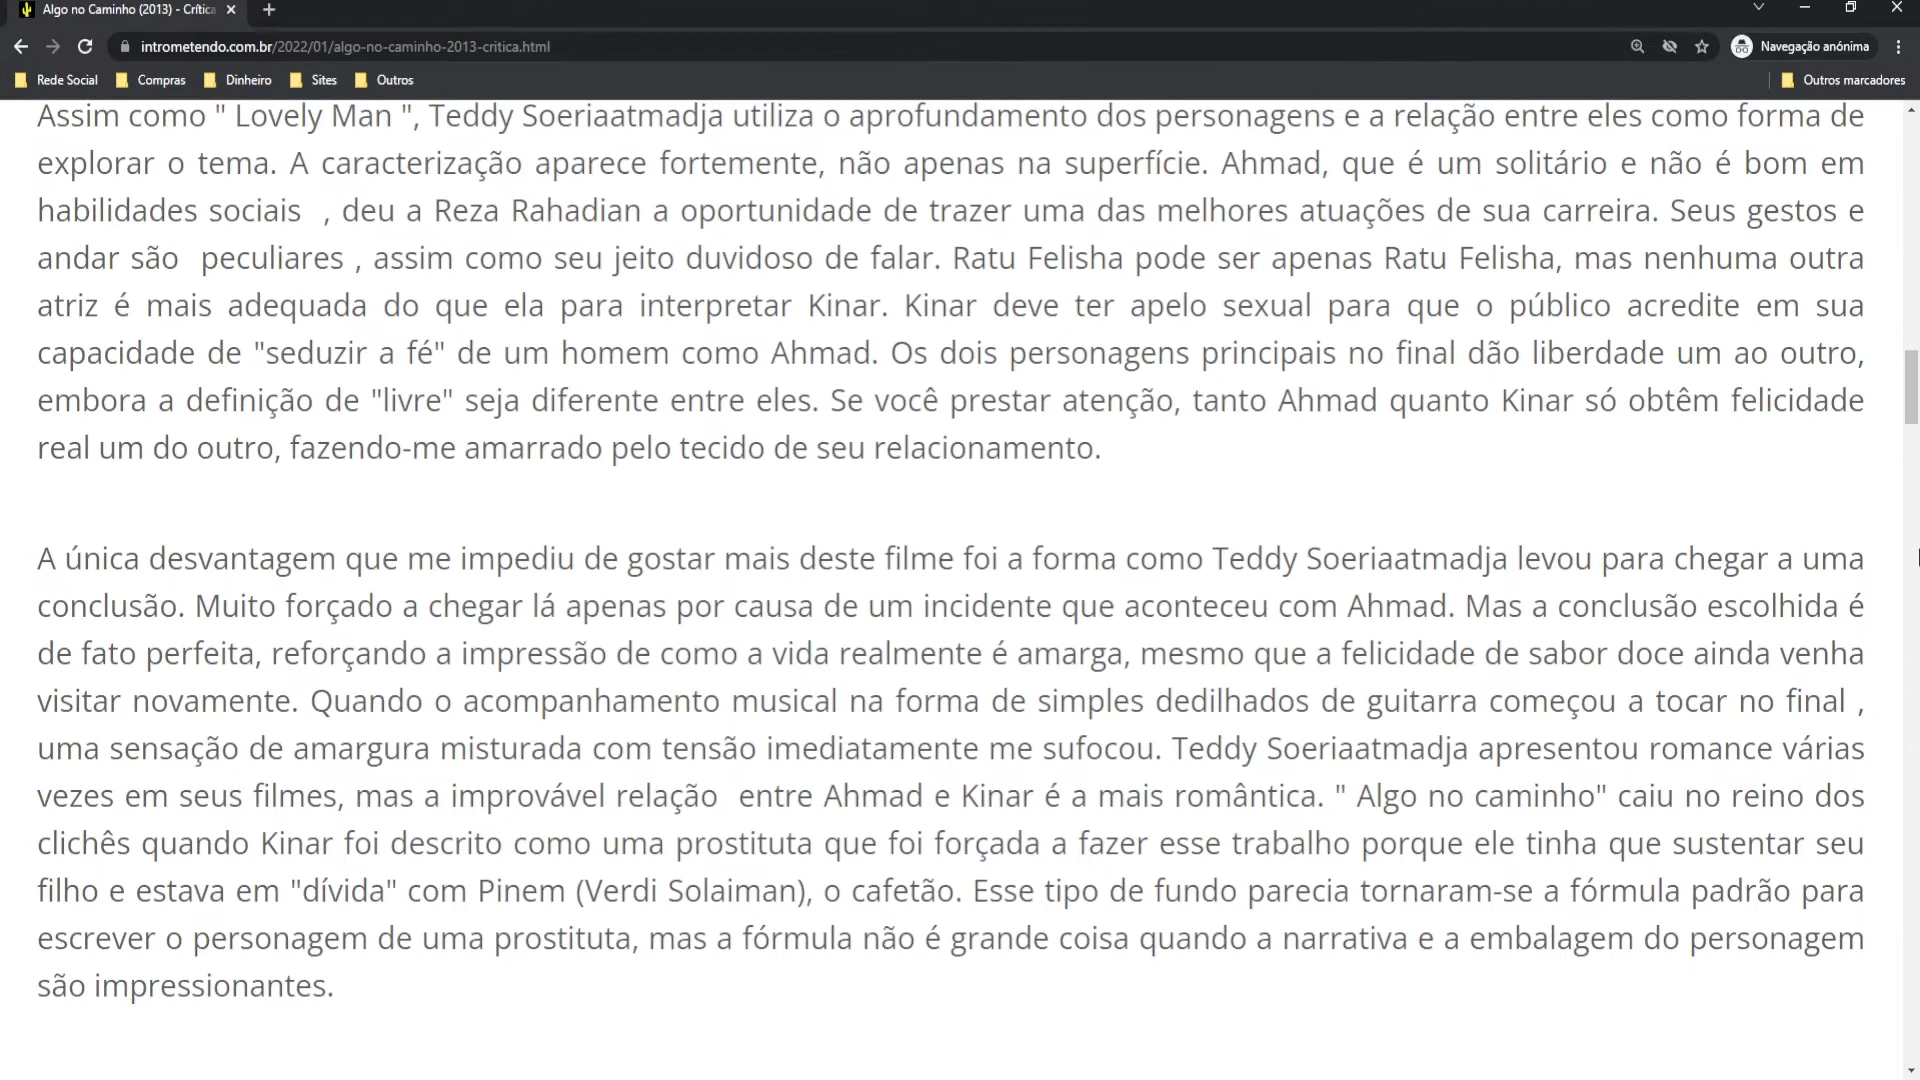 Algo no Caminho (2013) - Crítica
intrometendo.com.br/2022/01/algo-no-caminho-2013-critica.html
Navegação anónima
Rede Social Compras Dinheiro Sites Outros Outros marcadores
Assim como " Lovely Man ", Teddy Soeriaatmadja utiliza o aprofundamento dos personagens e a relação entre eles como forma de
explorar o tema. A caracterização aparece fortemente, não apenas na superfície. Ahmad, que é um solitário e não é bom em
habilidades sociais , deu a Reza Rahadian a oportunidade de trazer uma das melhores atuações de sua carreira. Seus gestos e
andar são peculiares , assim como seu jeito duvidoso de falar. Ratu Felisha pode ser apenas Ratu Felisha, mas nenhuma outra
atriz é mais adequada do que ela para interpretar Kinar. Kinar deve ter apelo sexual para que o público acredite em sua
capacidade de "seduzir a fé" de um homem como Ahmad. Os dois personagens principais no final dão liberdade um ao outro,
embora a definição de "livre" seja diferente entre eles. Se você prestar atenção, tanto Ahmad quanto Kinar só obtêm felicidade
real um do outro, fazendo-me amarrado pelo tecido de seu relacionamento.
A única desvantagem que me impediu de gostar mais deste filme foi a forma como Teddy Soeriaatmadja levou para chegar a uma
conclusão. Muito forçado a chegar lá apenas por causa de um incidente que aconteceu com Ahmad. Mas a conclusão escolhida é
de fato perfeita, reforçando a impressão de como a vida realmente é amarga, mesmo que a felicidade de sabor doce ainda venha
visitar novamente. Quando o acompanhamento musical na forma de simples dedilhados de guitarra começou a tocar no final ,
uma sensação de amargura misturada com tensão imediatamente me sufocou. Teddy Soeriaatmadja apresentou romance várias
vezes em seus filmes, mas a improvável relação entre Ahmad e Kinar é a mais romântica. " Algo no caminho" caiu no reino dos
clichês quando Kinar foi descrito como uma prostituta que foi forçada a fazer esse trabalho porque ele tinha que sustentar seu
filho e estava em "dívida" com Pinem (Verdi Solaiman), o cafetão. Esse tipo de fundo parecia tornaram-se a fórmula padrão para
escrever o personagem de uma prostituta, mas a fórmula não é grande coisa quando a narrativa e a embalagem do personagem
são impressionantes.